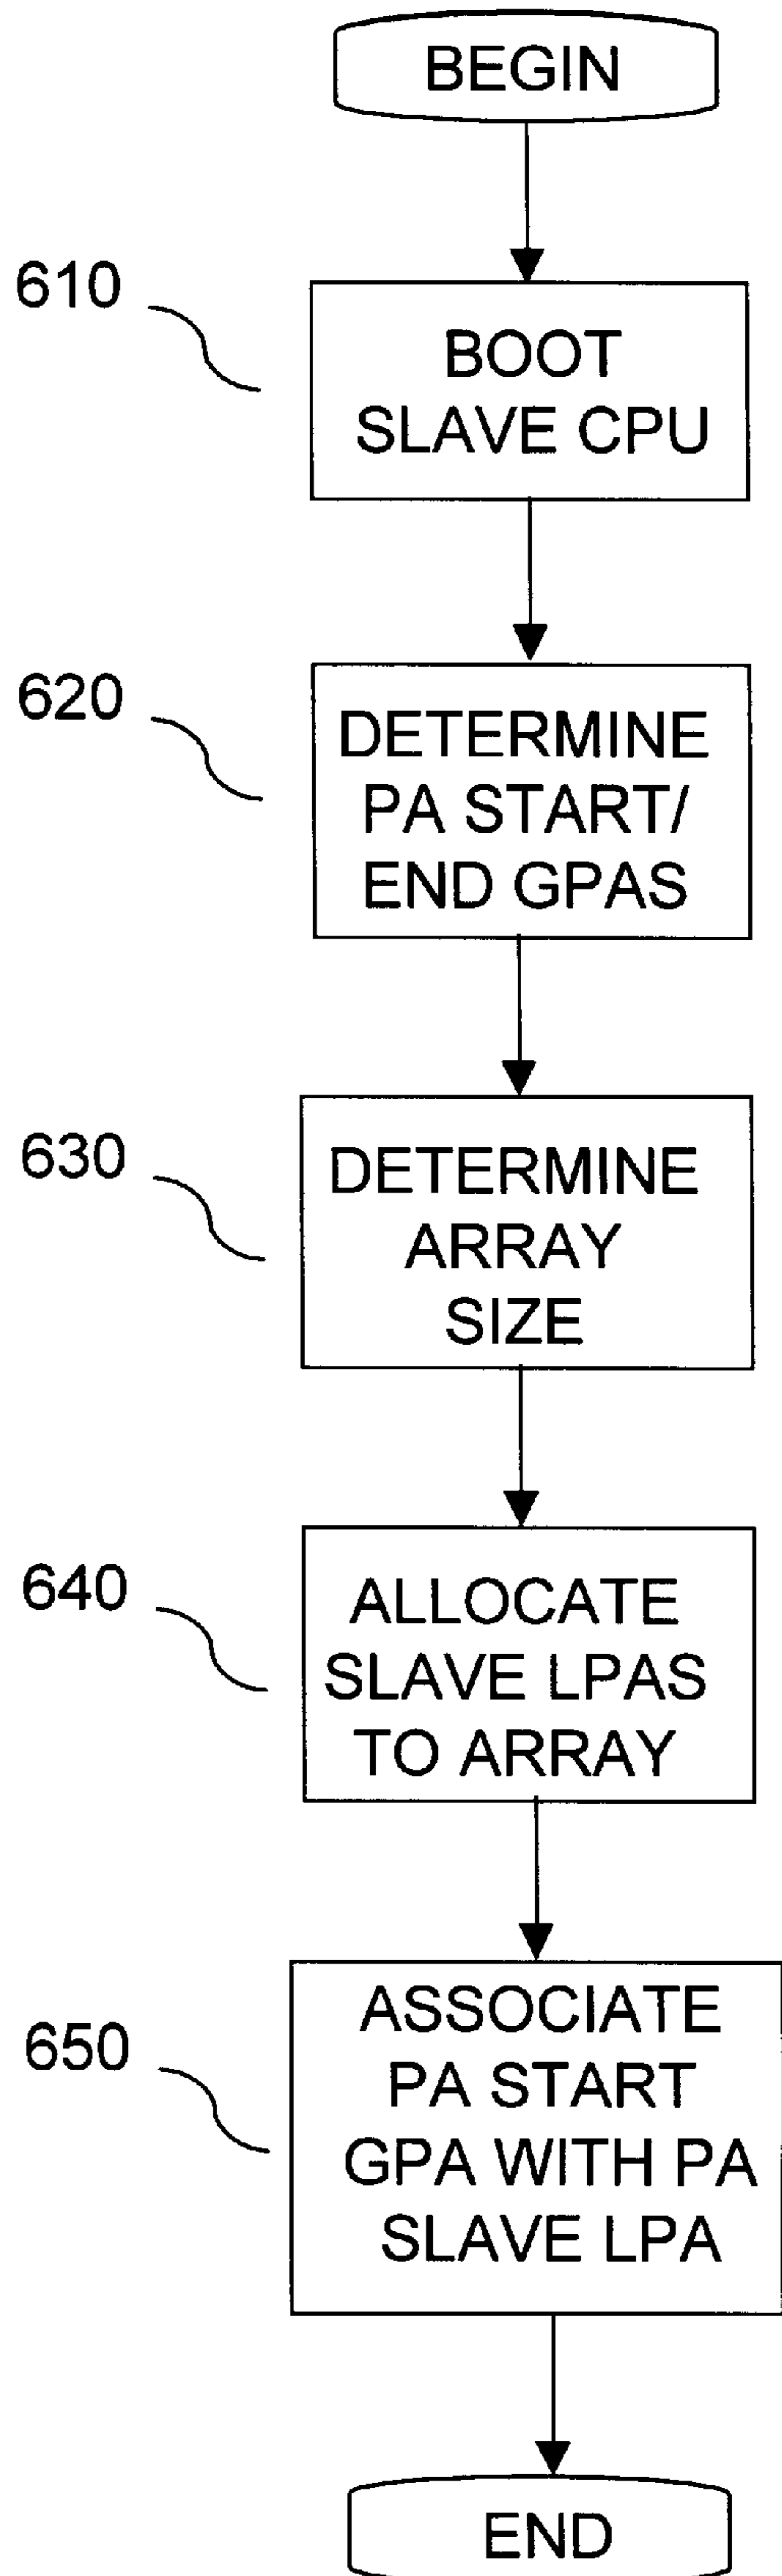 BEGIN
610
BOOT
SLAVE CPU
620
DETERMINE
PA START/
END GPAS
630
DETERMINE
ARRAY
SIZE
640
ALLOCATE
SLAVE LPAS
TO ARRAY
650
ASSOCIATE
PA START
GPA WITH PA
SLAVE LPA
END